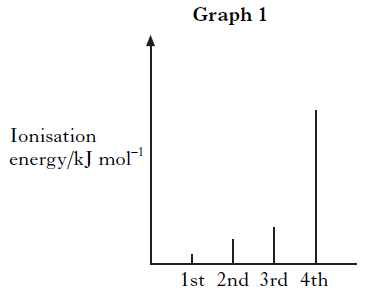 Graph 1
Ionisation
energy/kJ mol⁻¹
1st 2nd 3rd 4th